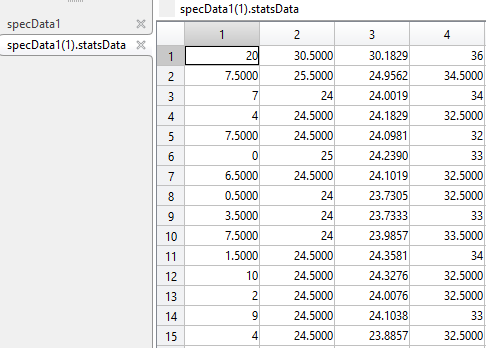 specData1
specData1(1).statsData
specData1(1).statsData
1 2 3 4
1 20 30.5000 30.1829 36
2 7.5000 25.5000 24.9562 34.5000
3 7 24 24.0019 34
4 4 24.5000 24.1829 32.5000
5 7.5000 24.5000 24.0981 32
6 0 25 24.2390 33
7 6.5000 24.5000 24.1019 32.5000
8 0.5000 24 23.7305 32.5000
9 3.5000 24 23.7333 33
10 7.5000 24 23.9857 33.5000
11 1.5000 24.5000 24.3581 34
12 10 24.5000 24.3276 32.5000
13 2 24.5000 24.0076 32.5000
14 9 24.5000 24.1038 33
15 4 24.5000 23.8857 32.5000